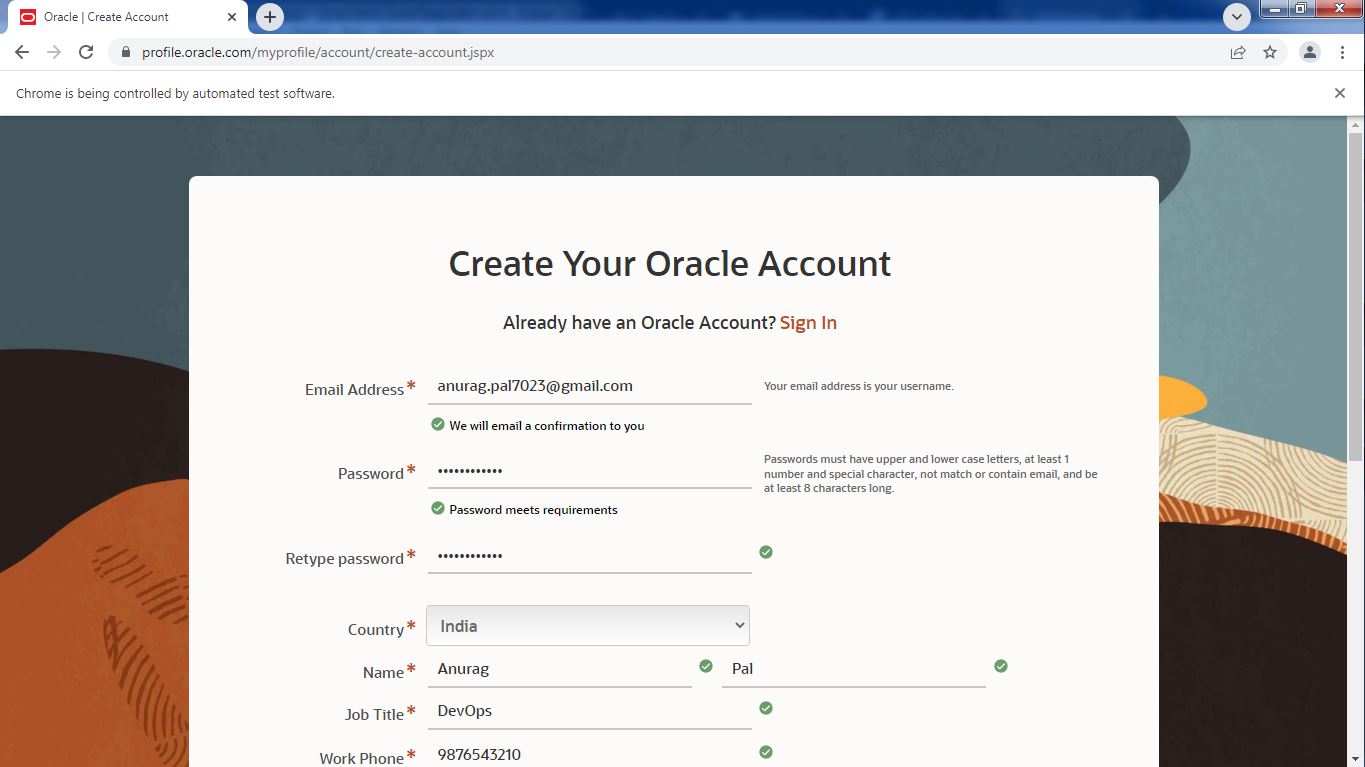 Oracle | Create Account
profile.oracle.com/myprofile/account/create-account.jspx
Chrome is being controlled by automated test software.
Create Your Oracle Account
Already have an Oracle Account? Sign In
Email Address* anurag.pal7023@gmail.com Your email address is your username.
We will email a confirmation to you
Password* •••••••••••• Passwords must have upper and lower case letters, at least 1
number and special character, not match or contain email, and be
at least 8 characters long.
Password meets requirements
Retype password* ••••••••••••
Country* India
Name* Anurag Pal
Job Title* DevOps
Work Phone* 9876543210